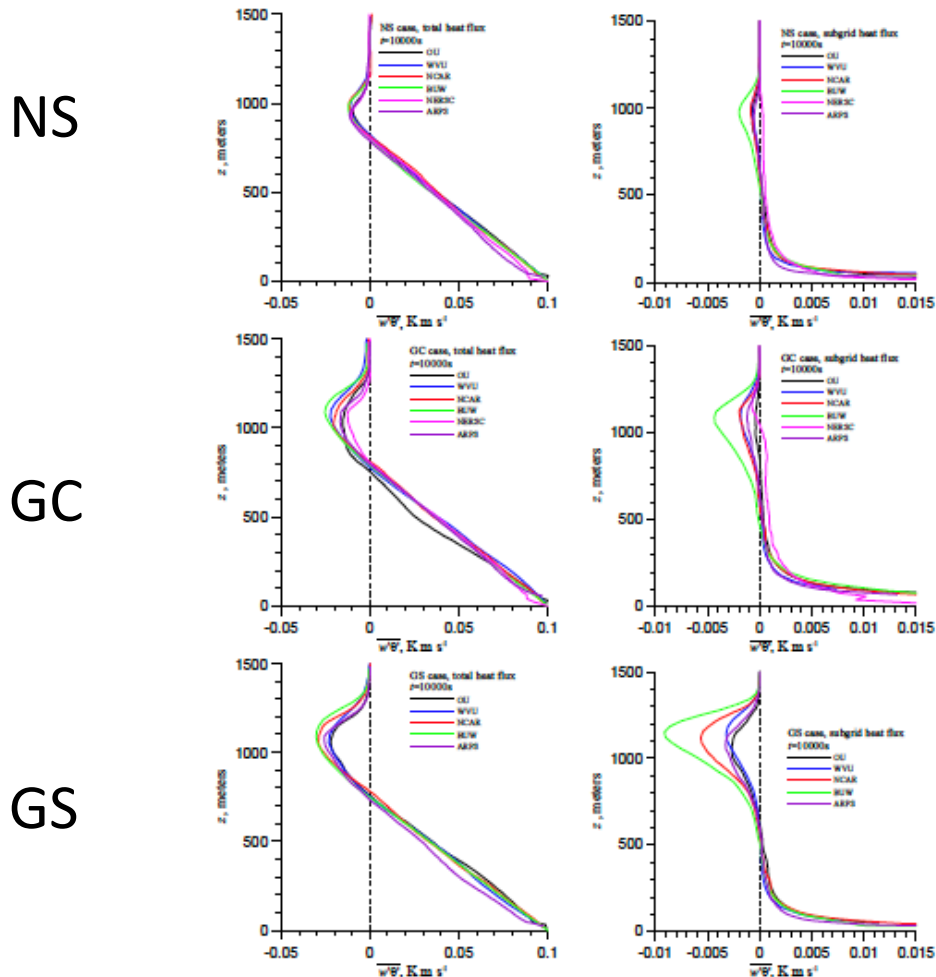 NS
1500
1000
500
0
z, meters
NS case, total heat flux
t=10000s
OU
WVU
NCAR
BUW
NERSC
ARPS
-0.05
0
0.05
0.1
w'θ', K m s⁻¹
1500
1000
500
0
z, meters
NS case, subgrid heat flux
t=10000s
OU
WVU
NCAR
BUW
NERSC
ARPS
-0.01
-0.005
0
0.005
0.01
0.015
w'θ', K m s⁻¹
GC
1500
1000
500
0
z, meters
GC case, total heat flux
t=10000s
OU
WVU
NCAR
BUW
NERSC
ARPS
-0.05
0
0.05
0.1
w'θ', K m s⁻¹
1500
1000
500
0
z, meters
GC case, subgrid heat flux
t=10000s
OU
WVU
NCAR
BUW
NERSC
ARPS
-0.01
-0.005
0
0.005
0.01
0.015
w'θ', K m s⁻¹
GS
1500
1000
500
0
z, meters
GS case, total heat flux
t=10000s
OU
WVU
NCAR
BUW
ARPS
-0.05
0
0.05
0.1
w'θ', K m s⁻¹
1500
1000
500
0
z, meters
GS case, subgrid heat flux
t=10000s
OU
WVU
NCAR
BUW
ARPS
-0.01
-0.005
0
0.005
0.01
0.015
w'θ', K m s⁻¹